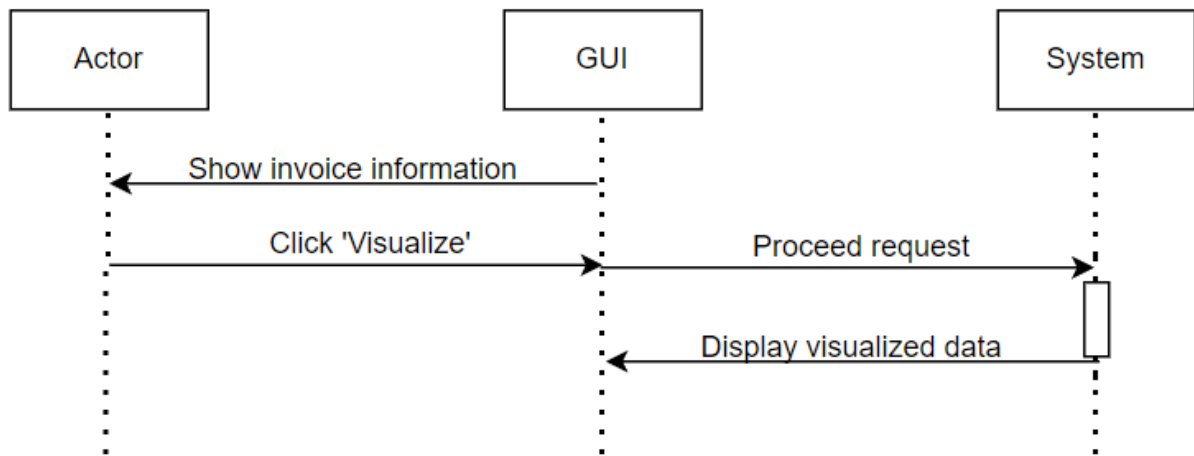 Actor
GUI
System
Show invoice information
Click 'Visualize'
Proceed request
Display visualized data